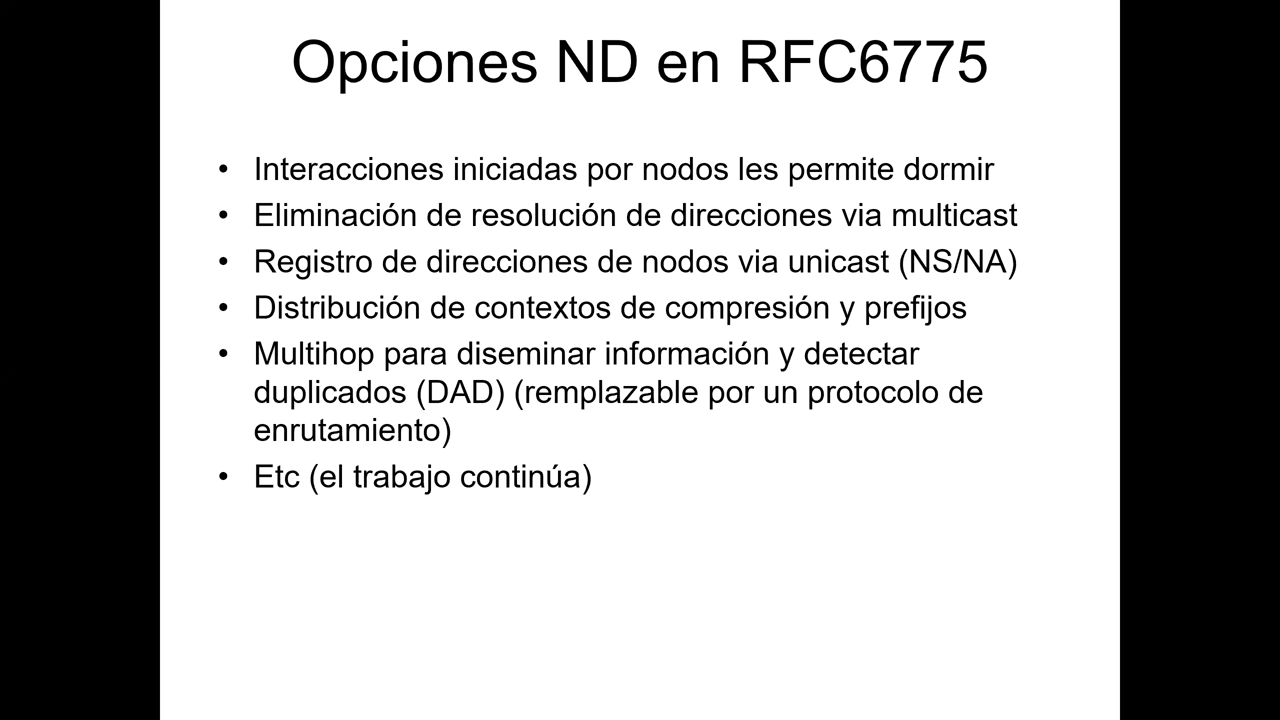 Opciones ND en RFC6775
• Interacciones iniciadas por nodos les permite dormir
• Eliminación de resolución de direcciones via multicast
• Registro de direcciones de nodos via unicast (NS/NA)
• Distribución de contextos de compresión y prefijos
• Multihop para diseminar información y detectar
duplicados (DAD) (remplazable por un protocolo de
enrutamiento)
• Etc (el trabajo continúa)